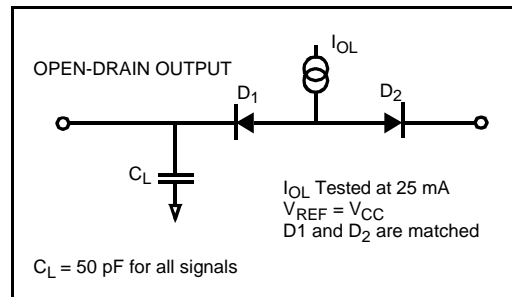 I_OL
OPEN-DRAIN OUTPUT
D_1
D_2
C_L
I_OL Tested at 25 mA
V_REF = V_CC
D1 and D_2 are matched
C_L = 50 pF for all signals